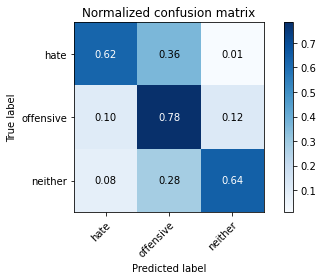 Normalized confusion matrix
hate 0.62 0.36 0.01
offensive 0.10 0.78 0.12
neither 0.08 0.28 0.64
hate offensive neither
True label
Predicted label
0.7
0.6
0.5
0.4
0.3
0.2
0.1